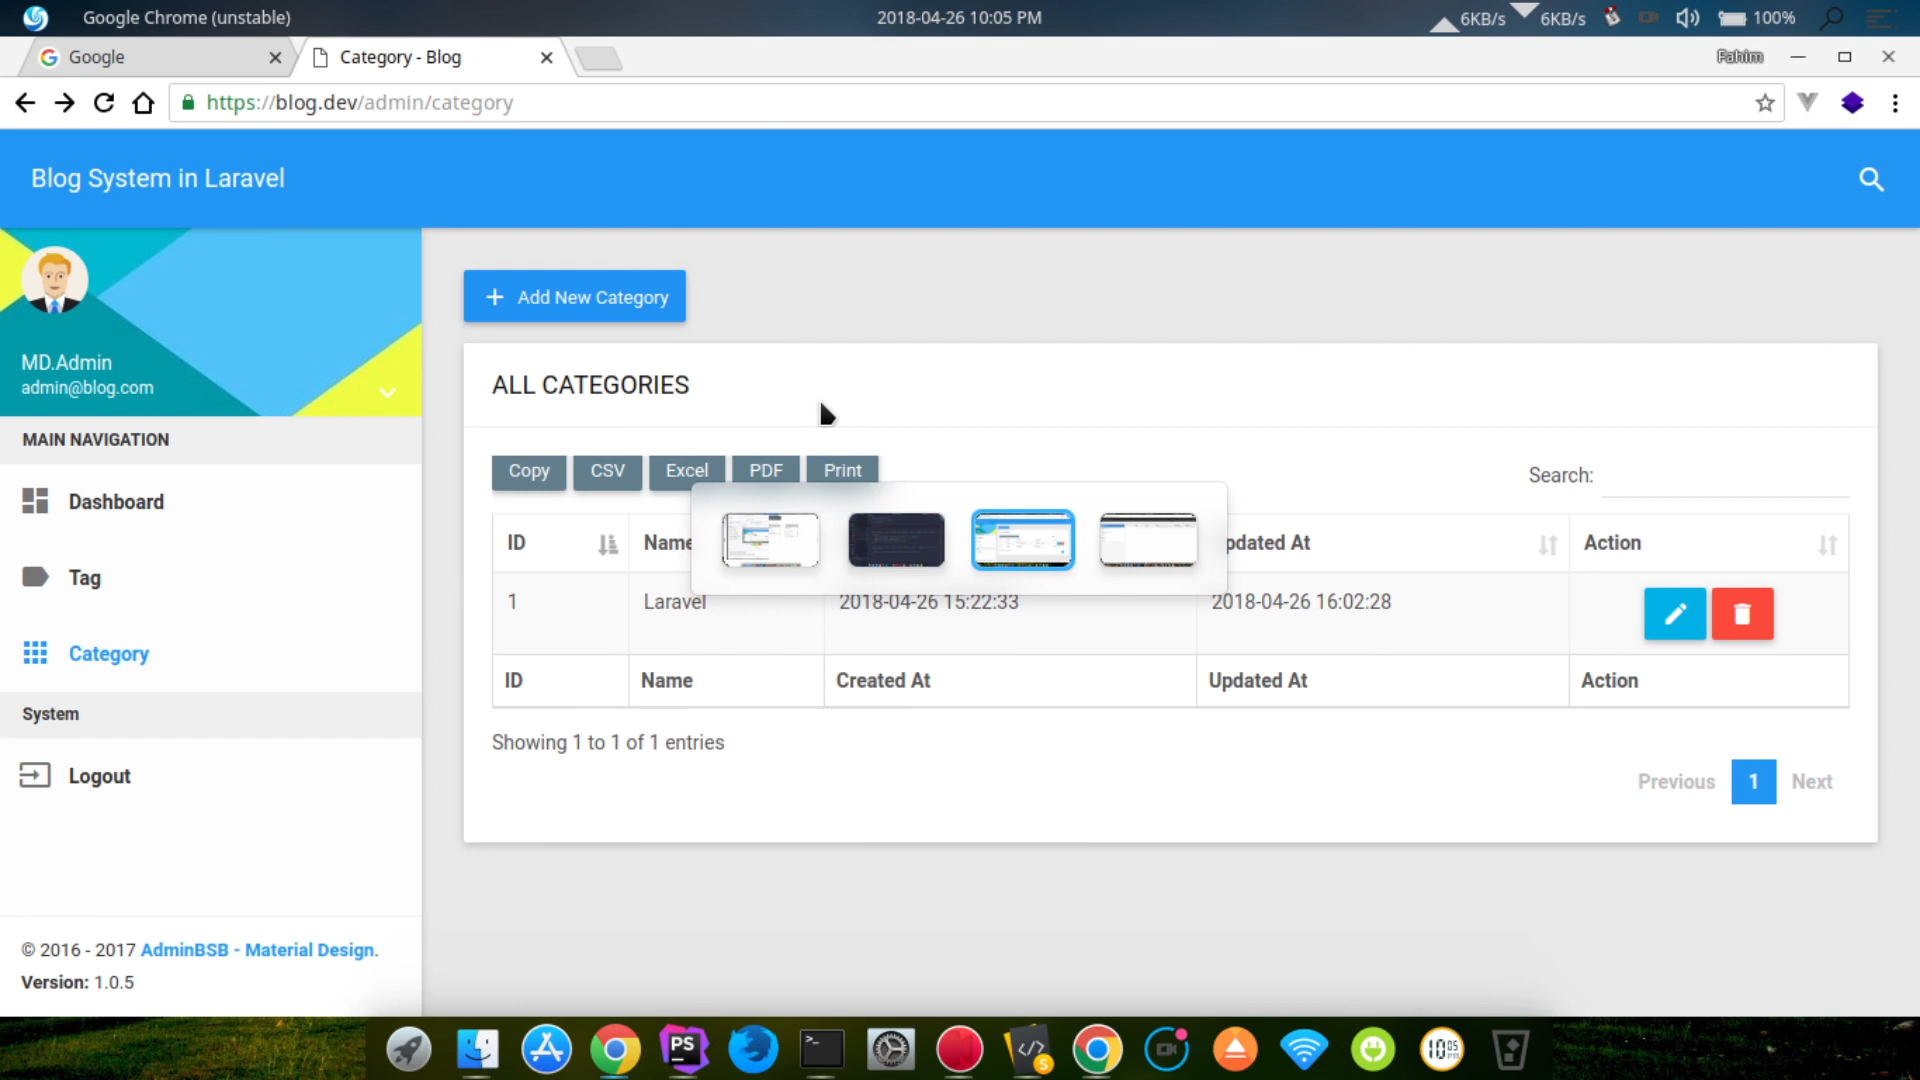 Google Chrome (unstable)
2018-04-26 10:05 PM
6KB/s
6KB/s
100%
Google
Category - Blog
Fahim
https://blog.dev/admin/category
Blog System in Laravel
MD.Admin
admin@blog.com
MAIN NAVIGATION
Dashboard
Tag
Category
System
Logout
© 2016 - 2017 AdminBSB - Material Design.
Version: 1.0.5
Add New Category
ALL CATEGORIES
Copy CSV Excel PDF Print
Search:
ID Name pdated At Action
1 Laravel 2018-04-26 15:22:33 2018-04-26 16:02:28
ID Name Created At Updated At Action
Showing 1 to 1 of 1 entries
Previous 1 Next
PS